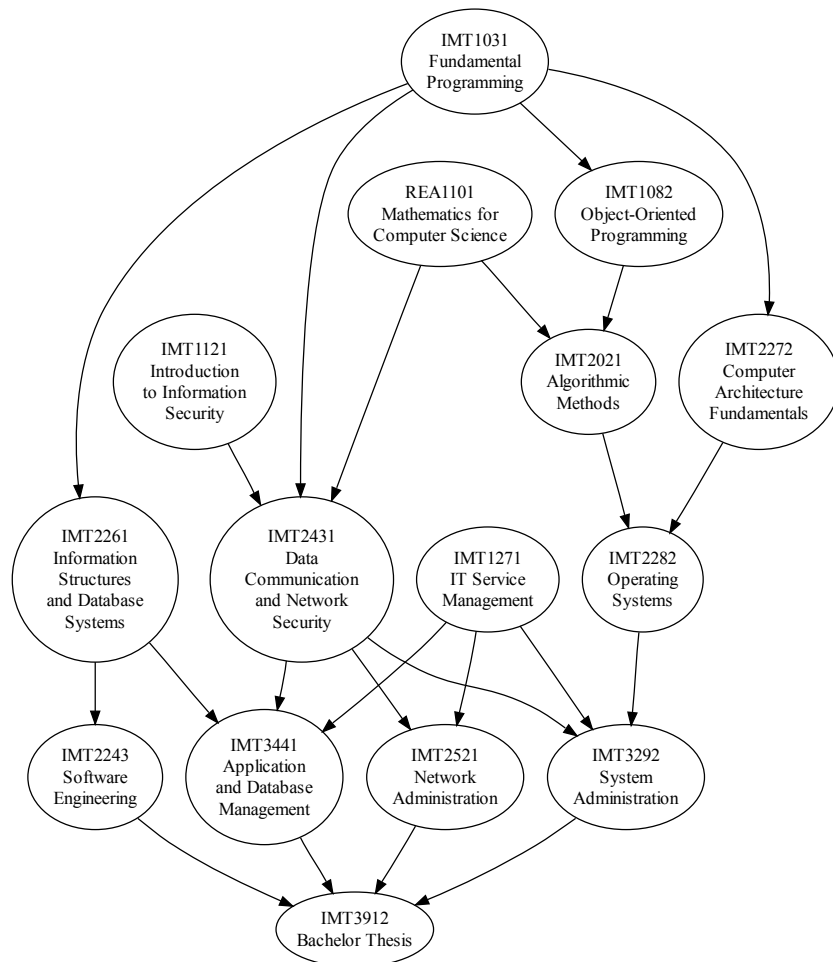 IMT1031
Fundamental
Programming
REA1101
Mathematics for
Computer Science
IMT1082
Object-Oriented
Programming
IMT1121
Introduction
to Information
Security
IMT2021
Algorithmic
Methods
IMT2272
Computer
Architecture
Fundamentals
IMT2261
Information
Structures
and Database
Systems
IMT2431
Data
Communication
and Network
Security
IMT1271
IT Service
Management
IMT2282
Operating
Systems
IMT2243
Software
Engineering
IMT3441
Application
and Database
Management
IMT2521
Network
Administration
IMT3292
System
Administration
IMT3912
Bachelor Thesis